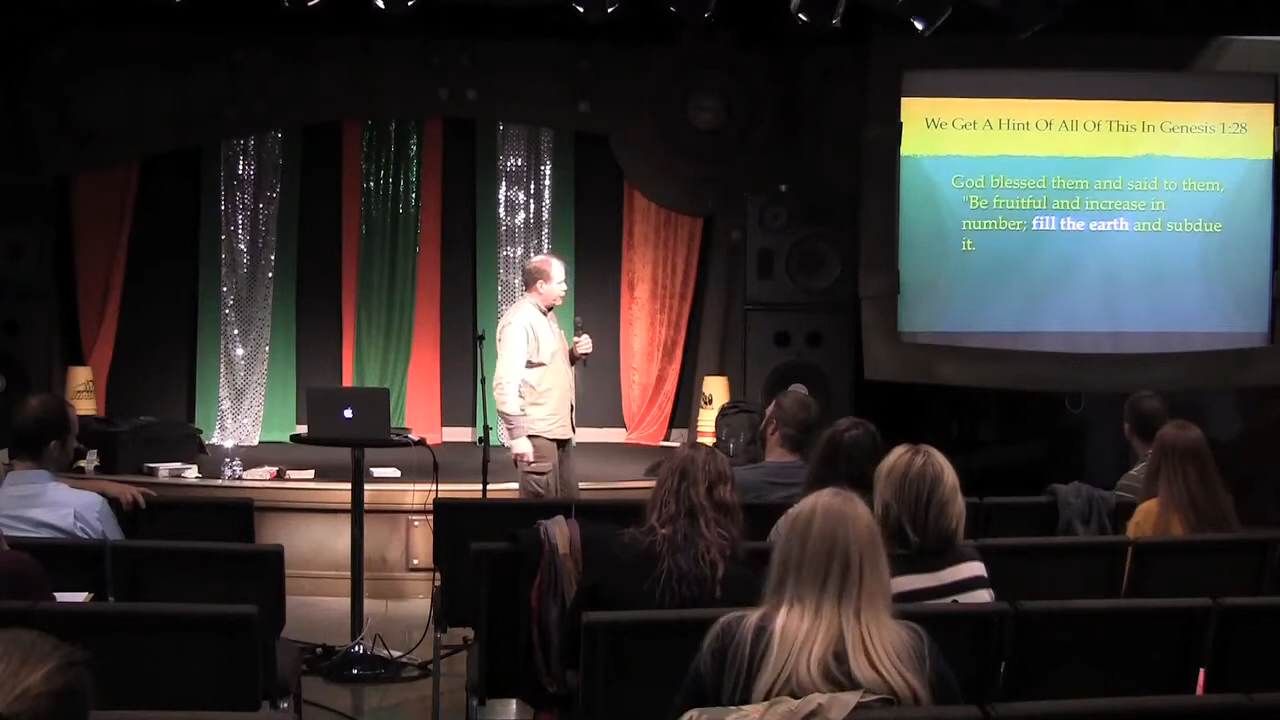 We Get A Hint Of All Of This In Genesis 1:28
God blessed them and said to them,
"Be fruitful and increase in
number; fill the earth and subdue
it.